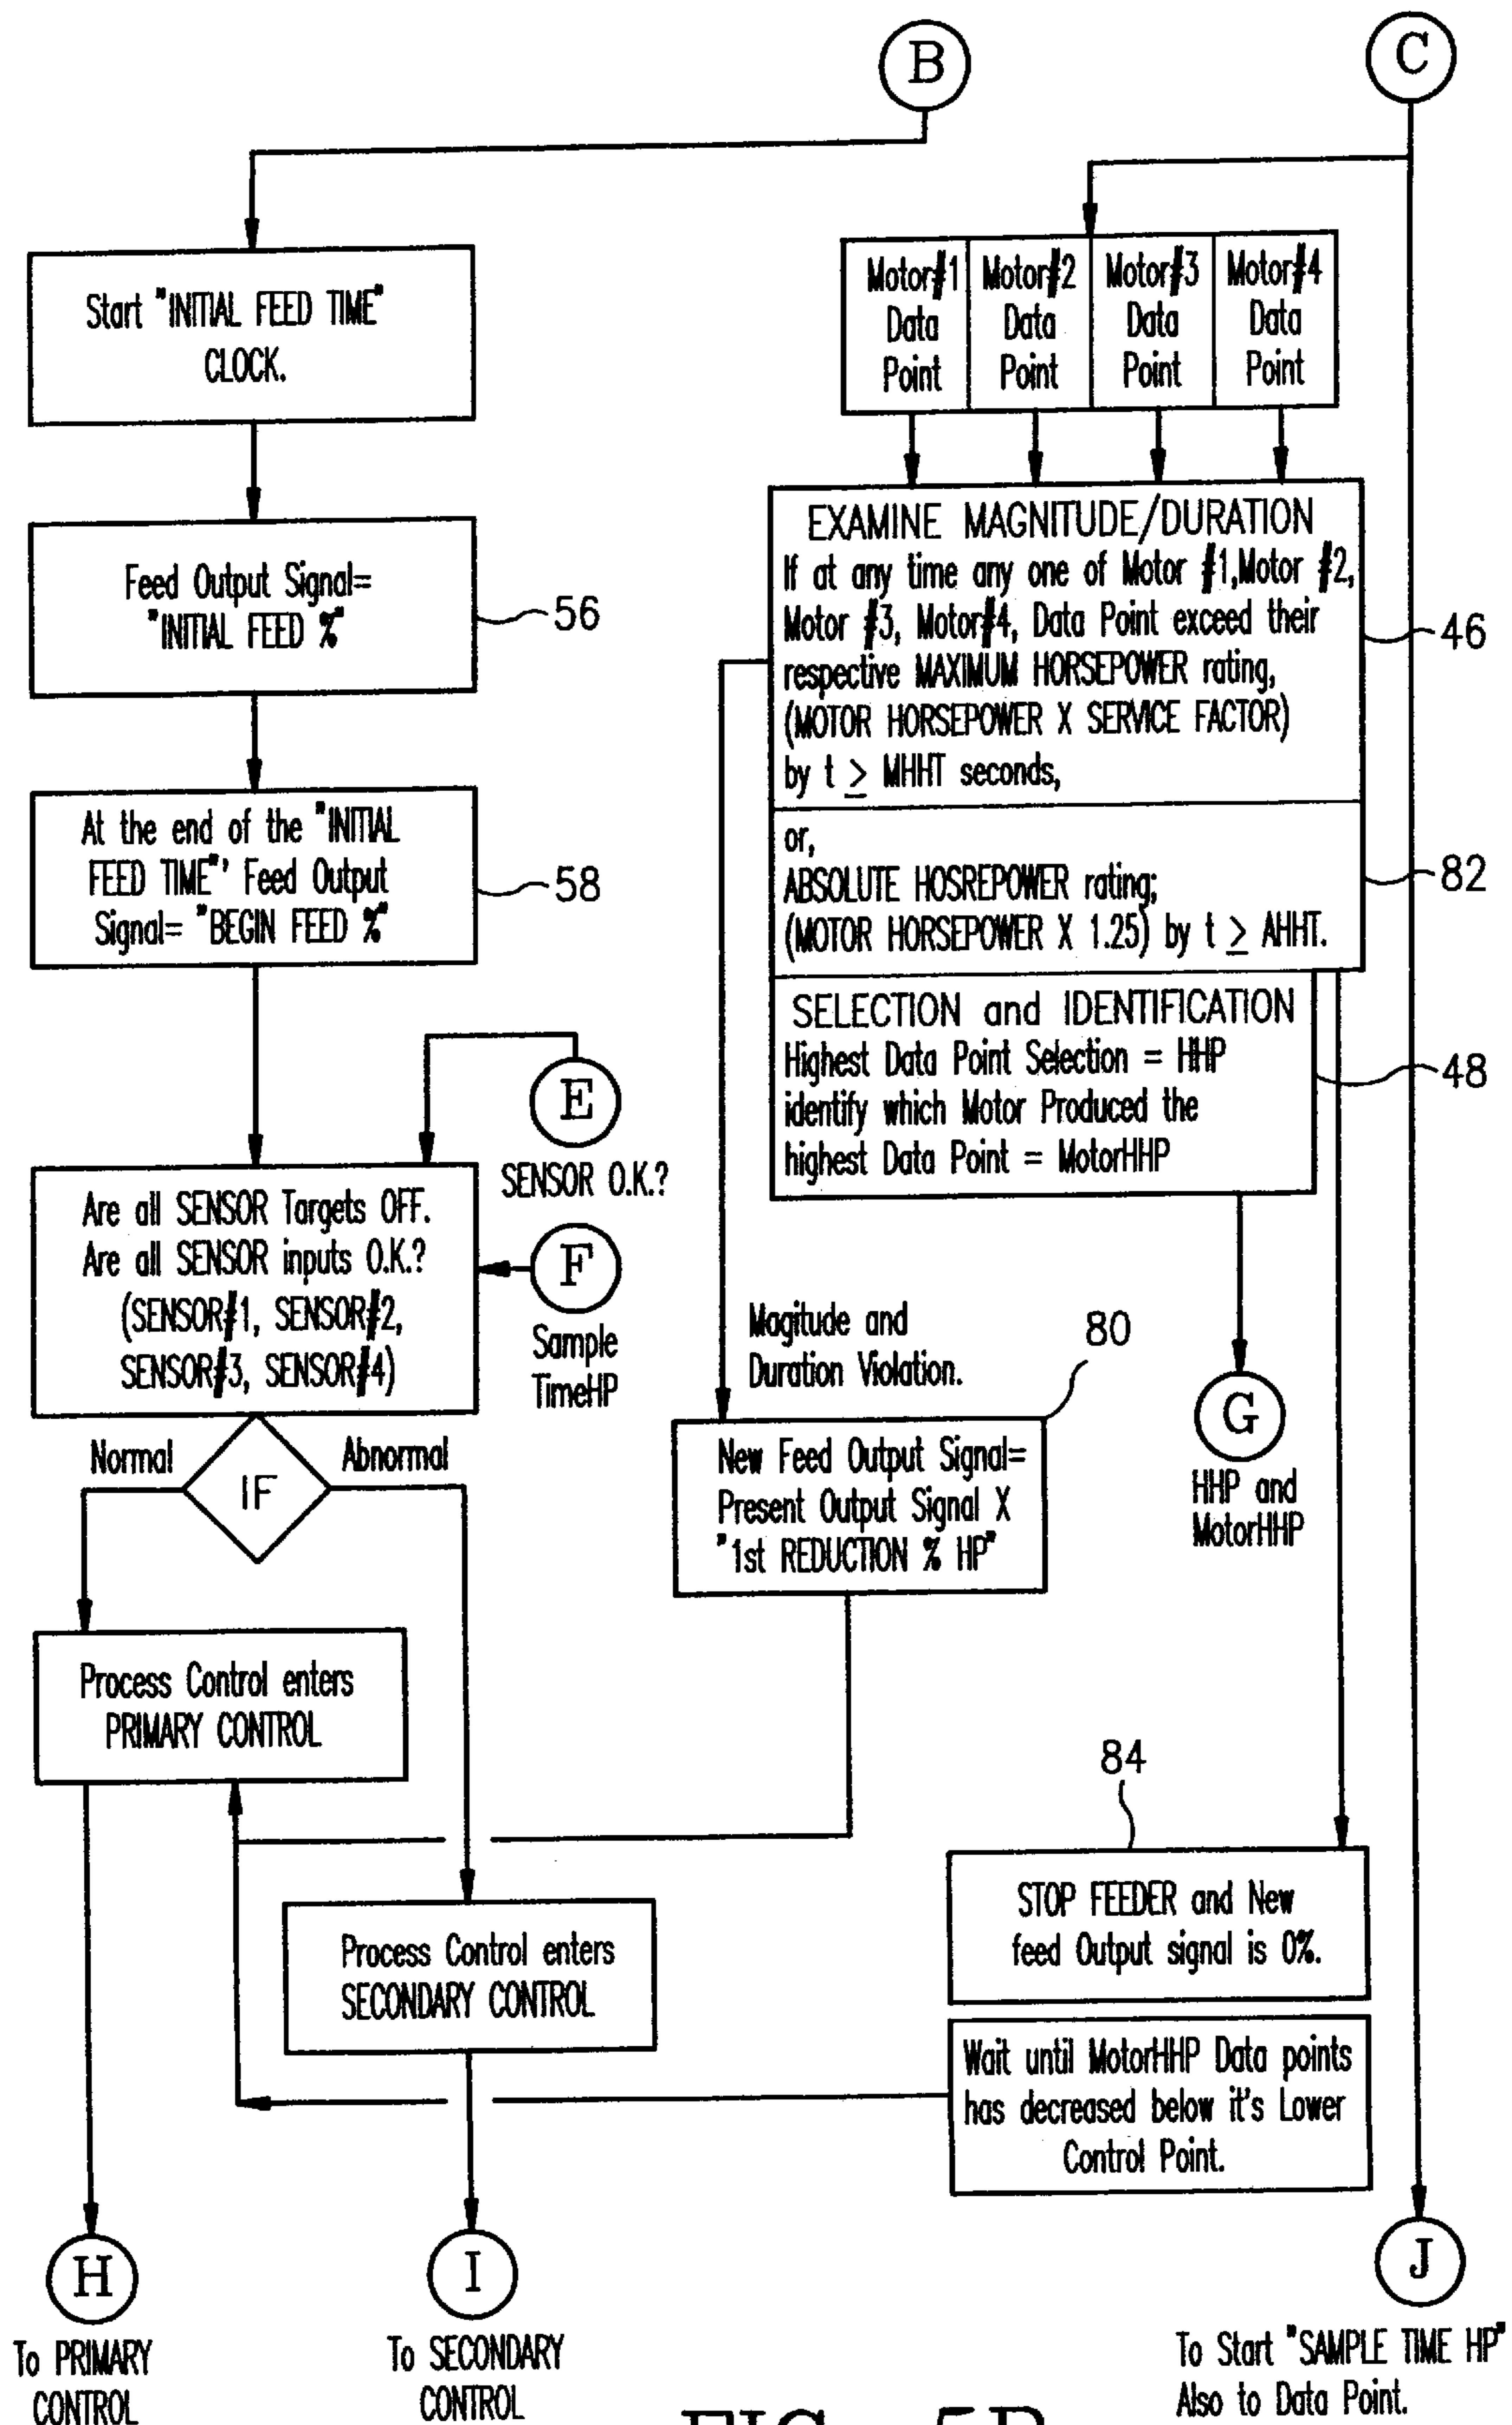 B
C
Start "INITIAL FEED TIME"
CLOCK.
Feed Output Signal=
"INITIAL FEED %"
56
At the end of the "INITIAL
FEED TIME"' Feed Output
Signal= "BEGIN FEED %"
58
E
SENSOR O.K.?
Are all SENSOR Targets OFF.
Are all SENSOR inputs O.K.?
(SENSOR#1, SENSOR#2,
SENSOR#3, SENSOR#4)
F
Sample
TimeHP
Normal
IF
Abnormal
Process Control enters
PRIMARY CONTROL
Process Control enters
SECONDARY CONTROL
H
To PRIMARY
CONTROL
I
To SECONDARY
CONTROL
Motor#1
Data
Point
Motor#2
Data
Point
Motor#3
Data
Point
Motor#4
Data
Point
EXAMINE MAGNITUDE/DURATION
If at any time any one of Motor #1,Motor #2,
Motor #3, Motor#4, Data Point exceed their
respective MAXIMUM HORSEPOWER rating,
(MOTOR HORSEPOWER X SERVICE FACTOR)
by t ≥ MHHT seconds,
46
or,
ABSOLUTE HOSREPOWER rating;
(MOTOR HORSEPOWER X 1.25) by t ≥ AHHT.
82
SELECTION and IDENTIFICATION
Highest Data Point Selection = HHP
identify which Motor Produced the
highest Data Point = MotorHHP
48
Magitude and
Duration Violation.
80
New Feed Output Signal=
Present Output Signal X
"1st REDUCTION % HP"
G
HHP and
MotorHHP
84
STOP FEEDER and New
feed Output signal is 0%.
Wait until MotorHHP Data points
has decreased below it's Lower
Control Point.
J
To Start "SAMPLE TIME HP"
Also to Data Point.
FIG. 5B